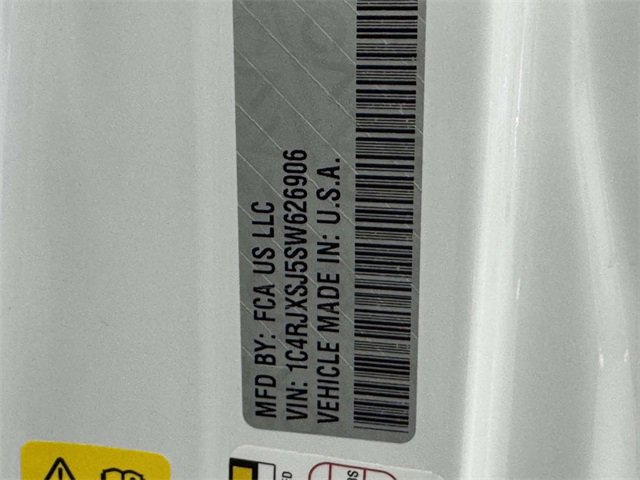 MFD BY: FCA US LLC
VIN: 1C4RJXSJ5SW626906
VEHICLE MADE IN: U.S.A.